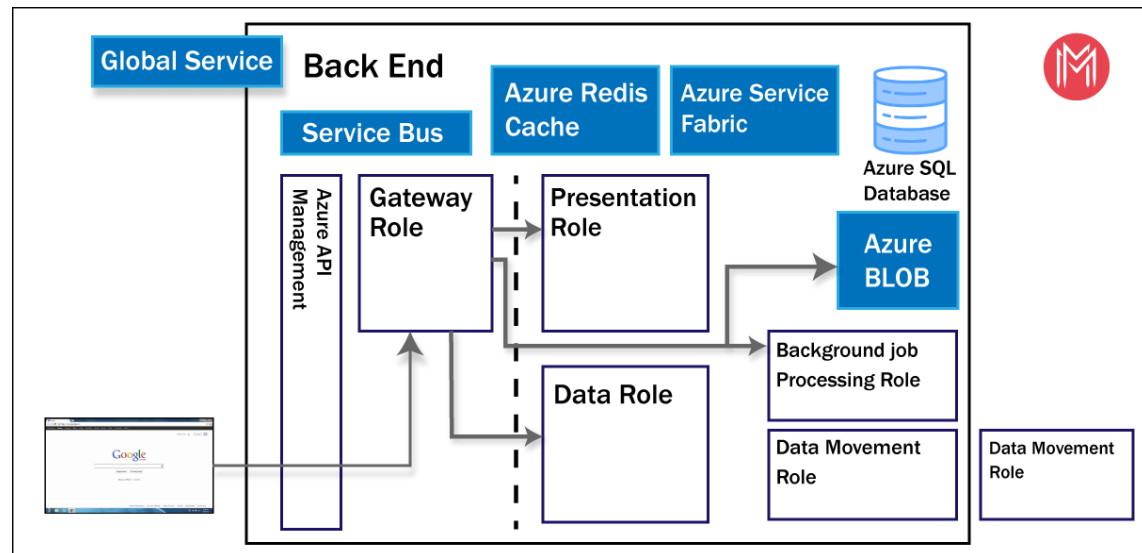 Global Service
Back End
Service Bus
Azure Redis
Cache
Azure Service
Fabric
Azure SQL
Database
Azure API
Management
Gateway
Role
Presentation
Role
Azure
BLOB
Background job
Processing Role
Data Role
Data Movement
Role
Data Movement
Role
Google